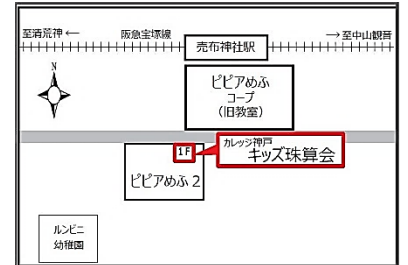 至清荒神← 阪急宝塚線 売布神社駅 →至中山観音
N
ピピアめふ
コープ
(旧教室)
1F
カレッジ神戸
キッズ珠算会
ピピアめふ2
ルンビニ
幼稚園